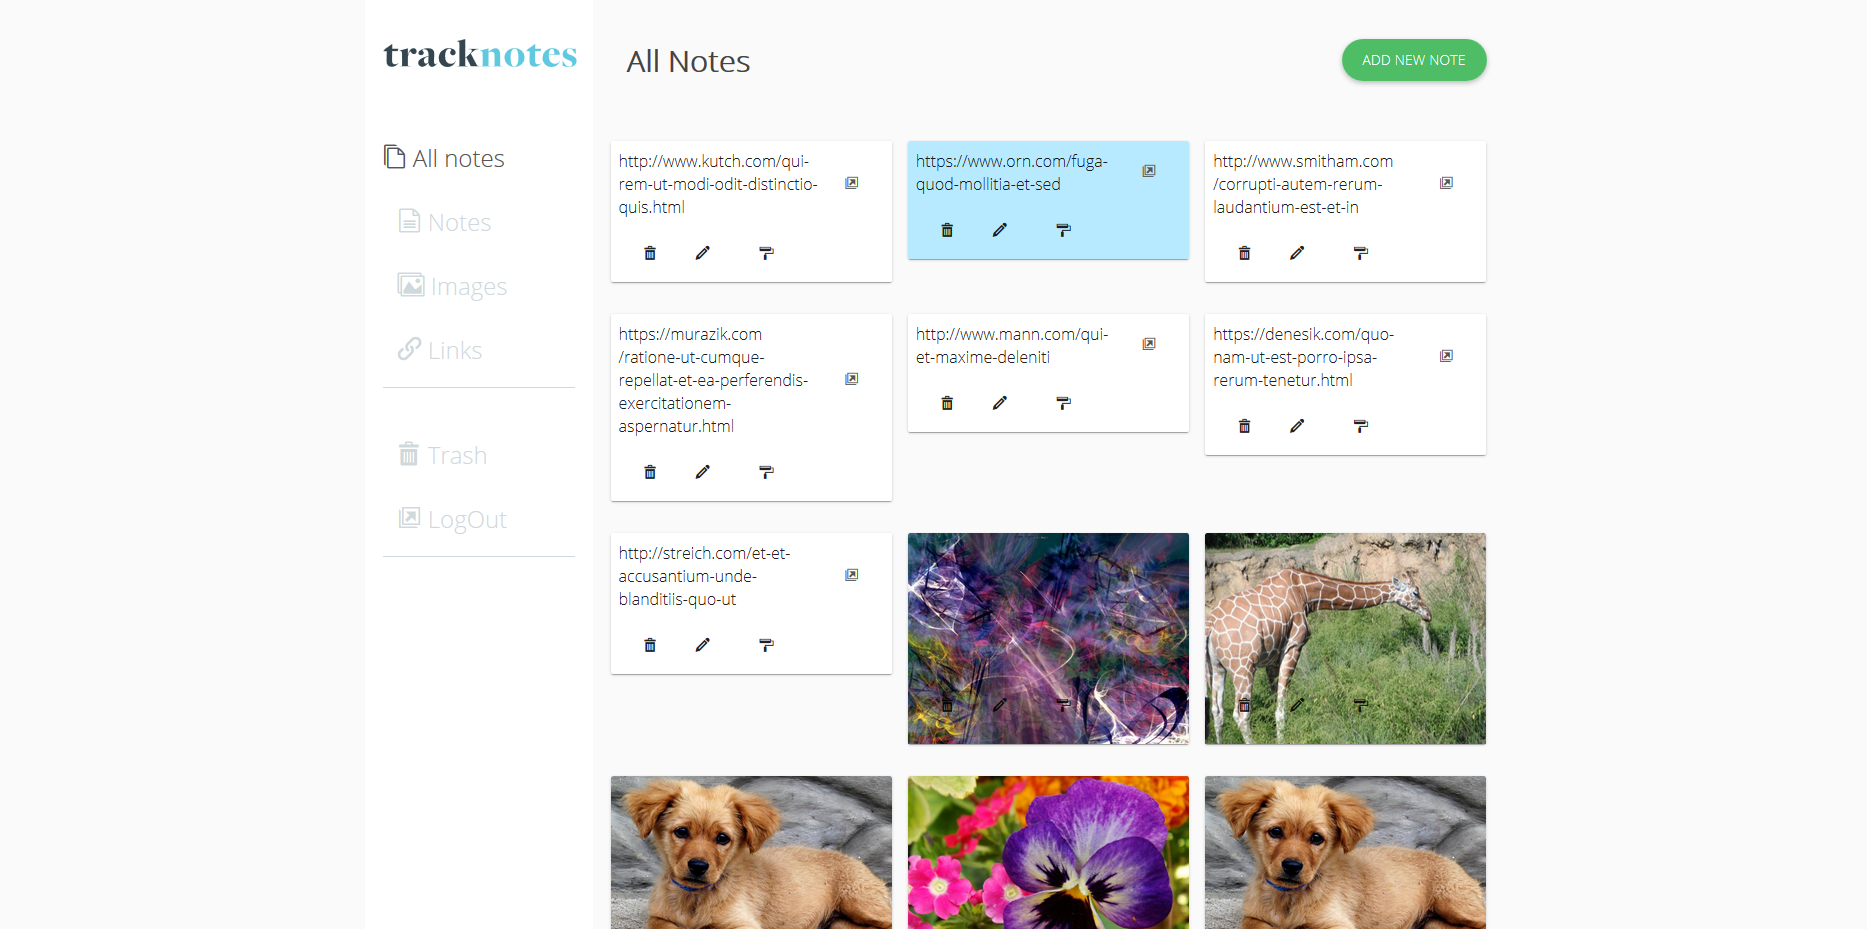 tracknotes
All notes
Notes
Images
Links
Trash
LogOut
All Notes
ADD NEW NOTE
http://www.kutch.com/qui-
rem-ut-modi-odit-distinctio-
quis.html
https://www.orn.com/fuga-
quod-mollitia-et-sed
http://www.smitham.com
/corrupti-autem-rerum-
laudantium-est-et-in
https://murazik.com
/ratione-ut-cumque-
repellat-et-ea-perferendis-
exercitationem-
aspernatur.html
http://www.mann.com/qui-
et-maxime-deleniti
https://denesik.com/quo-
nam-ut-est-porro-ipsa-
rerum-tenetur.html
http://streich.com/et-et-
accusantium-unde-
blanditiis-quo-ut